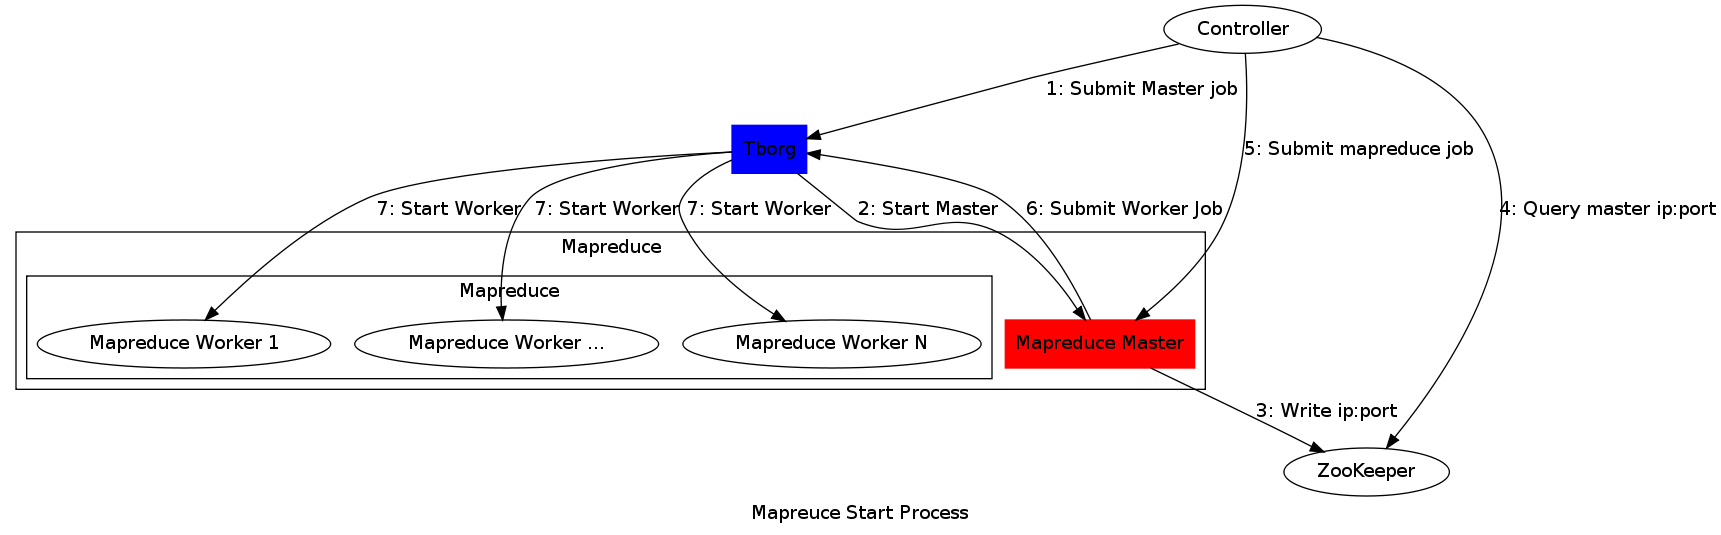 Controller
1: Submit Master job
Tborg
5: Submit mapreduce job
7: Start Worker
7: Start Worker
7: Start Worker
2: Start Master
6: Submit Worker Job
4: Query master ip:port
Mapreduce
Mapreduce
Mapreduce Worker 1
Mapreduce Worker ...
Mapreduce Worker N
Mapreduce Master
3: Write ip:port
ZooKeeper
Mapreuce Start Process